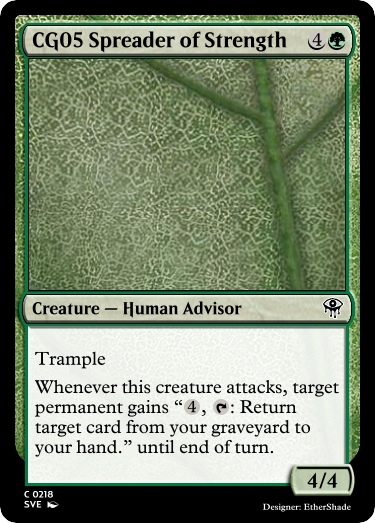 CG05 Spreader of Strength 4
Creature — Human Advisor
Trample
Whenever this creature attacks, target
permanent gains “4, : Return
target card from your graveyard to
your hand.” until end of turn.
4/4
C 0218
SVE
Designer: EtherShade